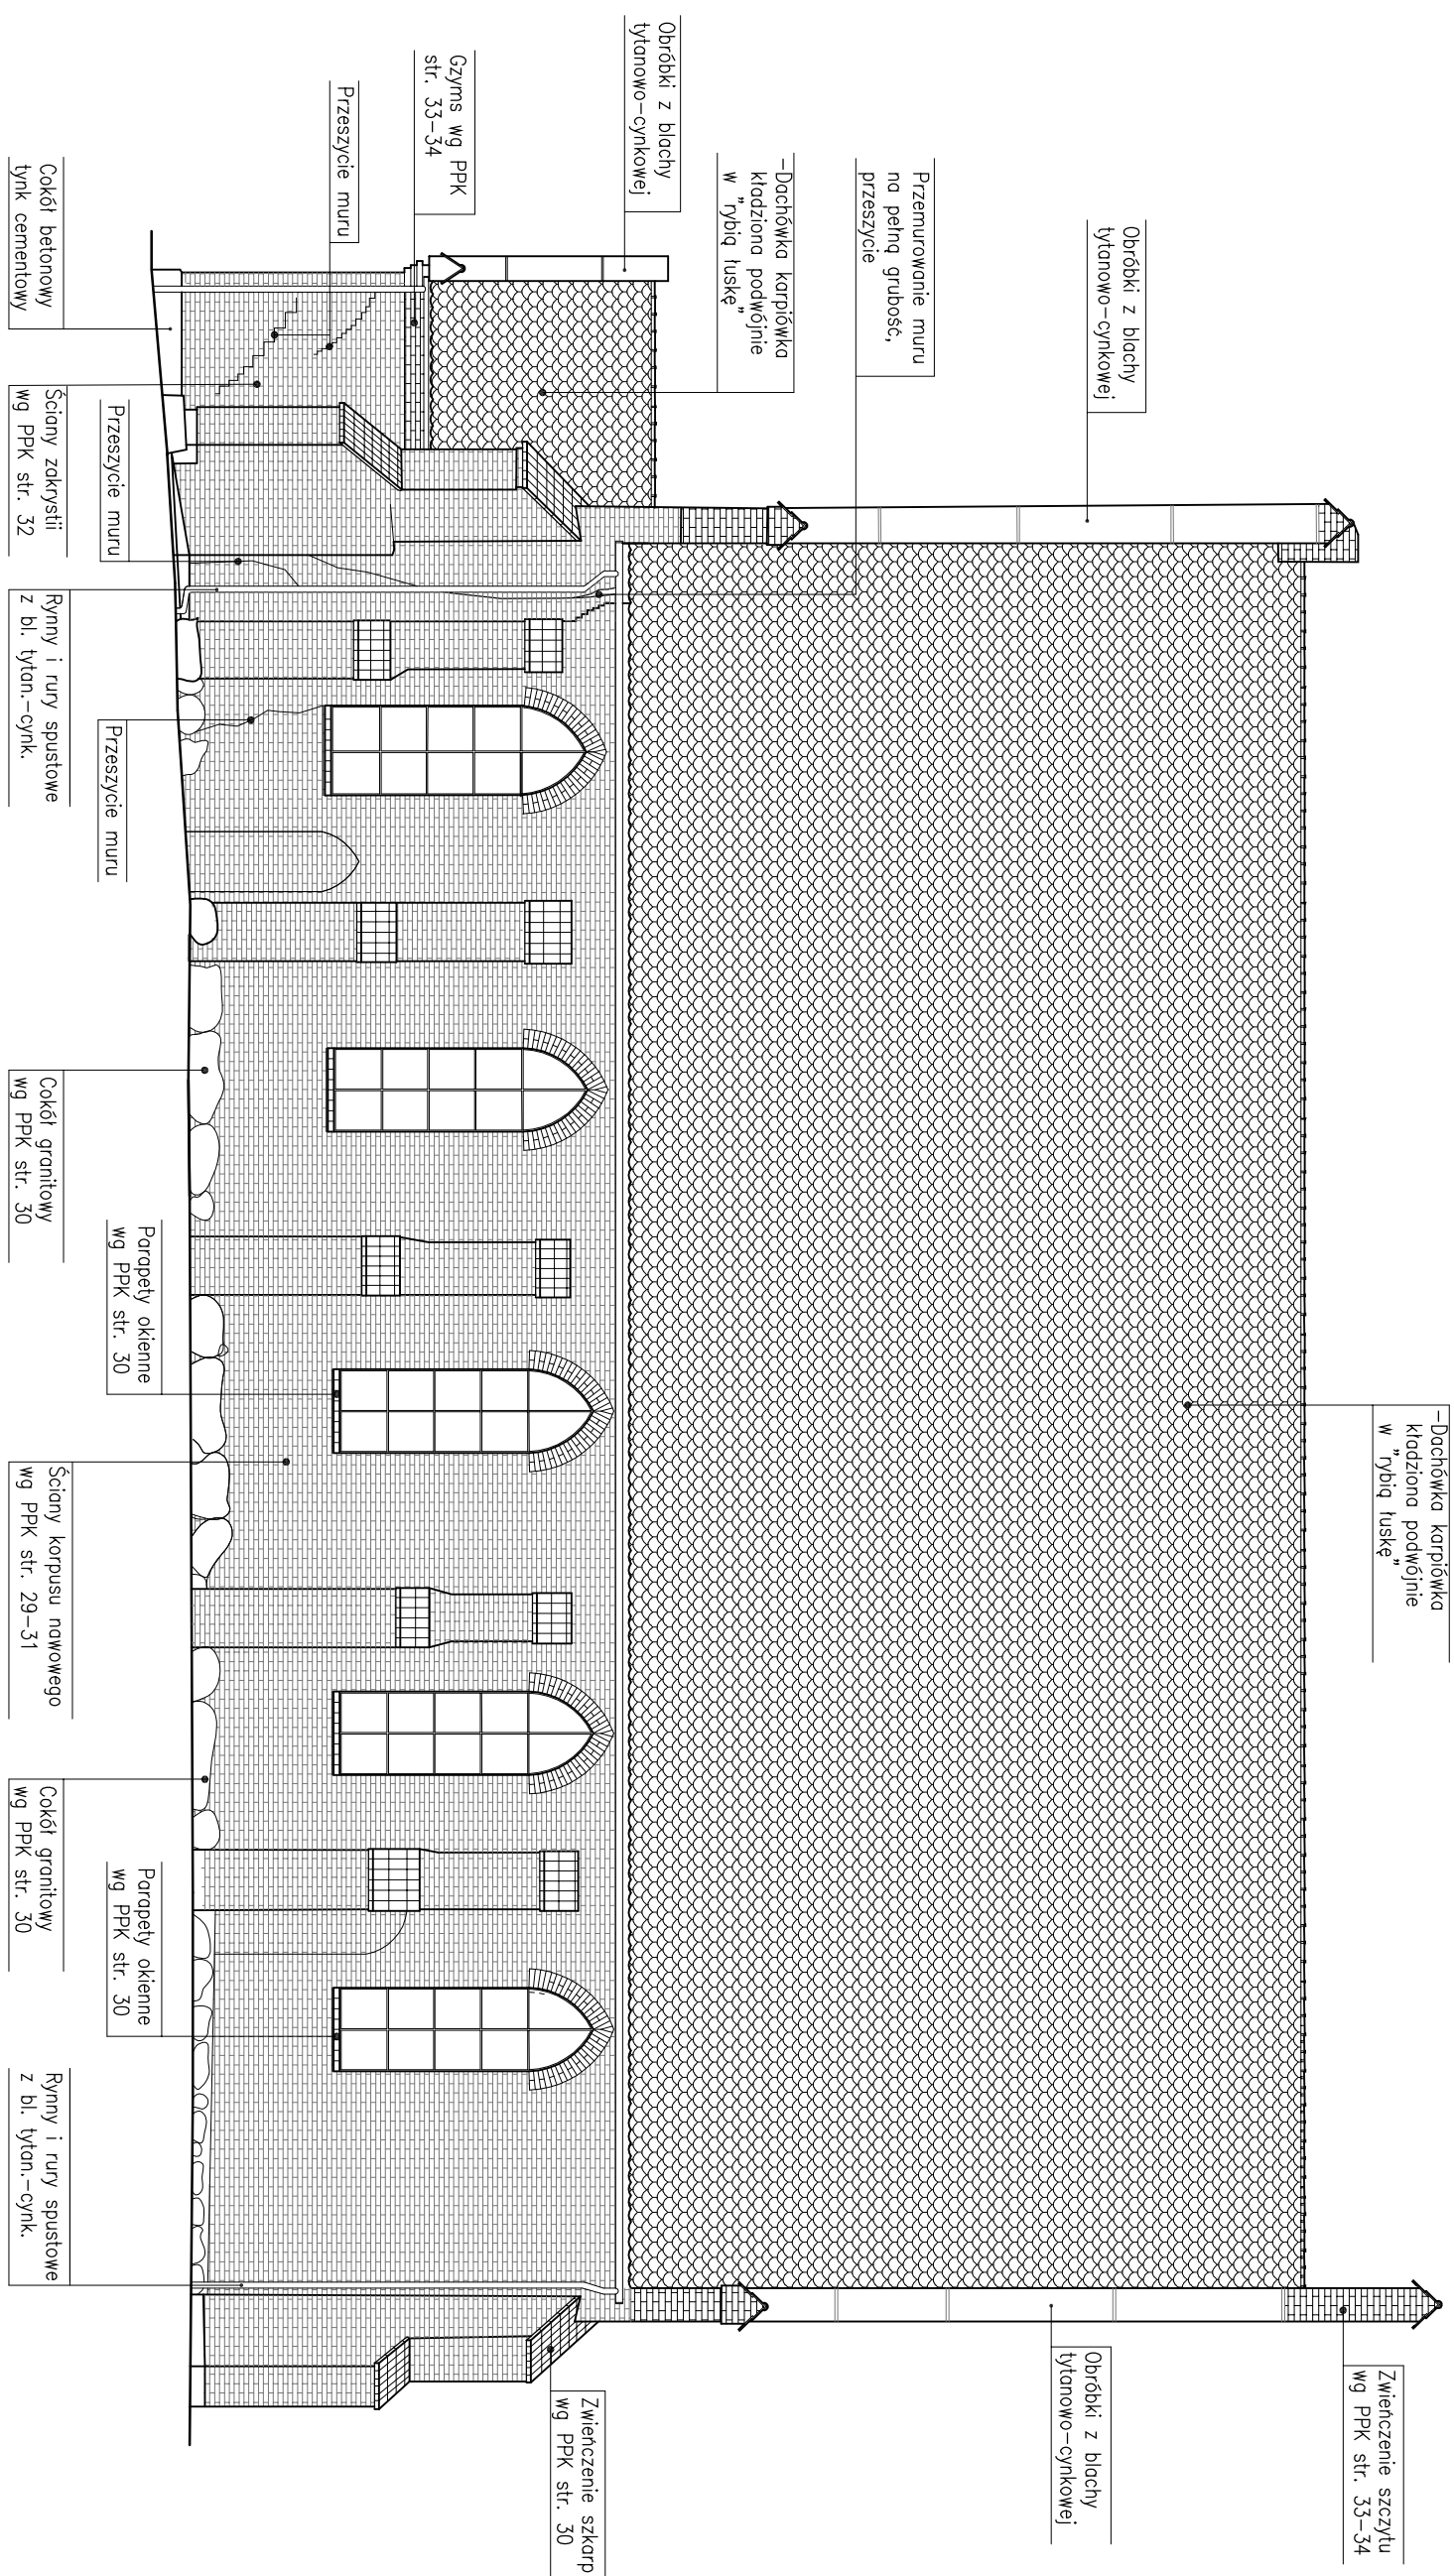 Obróbki z blachy
tytanowo-cynkowej
Gzyms wg PPK
str. 33-34
Przeszycie muru
Cokół betonowy
tynk cementowy
-Dachówka karpiówka
kładziona podwójnie
w "rybią łuskę"
Przemurowanie muru
na pełną grubość,
przeszycie
Obróbki z blachy
tytanowo-cynkowej
Ściany zakrystii
wg PPK str. 32
Przeszycie muru
Rynny i rury spustowe
z bl. tytan.-cynk.
Przeszycie muru
Cokół granitowy
wg PPK str. 30
Parapety okienne
wg PPK str. 30
-Dachówka karpiówka
kładziona podwójnie
w "rybią łuskę"
Ściany korpusu nawowego
wg PPK str. 29-31
Cokół granitowy
wg PPK str. 30
Parapety okienne
wg PPK str. 30
Rynny i rury spustowe
z bl. tytan.-cynk.
Zwieńczenie szczytu
wg PPK str. 33-34
Obróbki z blachy
tytanowo-cynkowej
Zwieńczenie szkarp
wg PPK str. 30